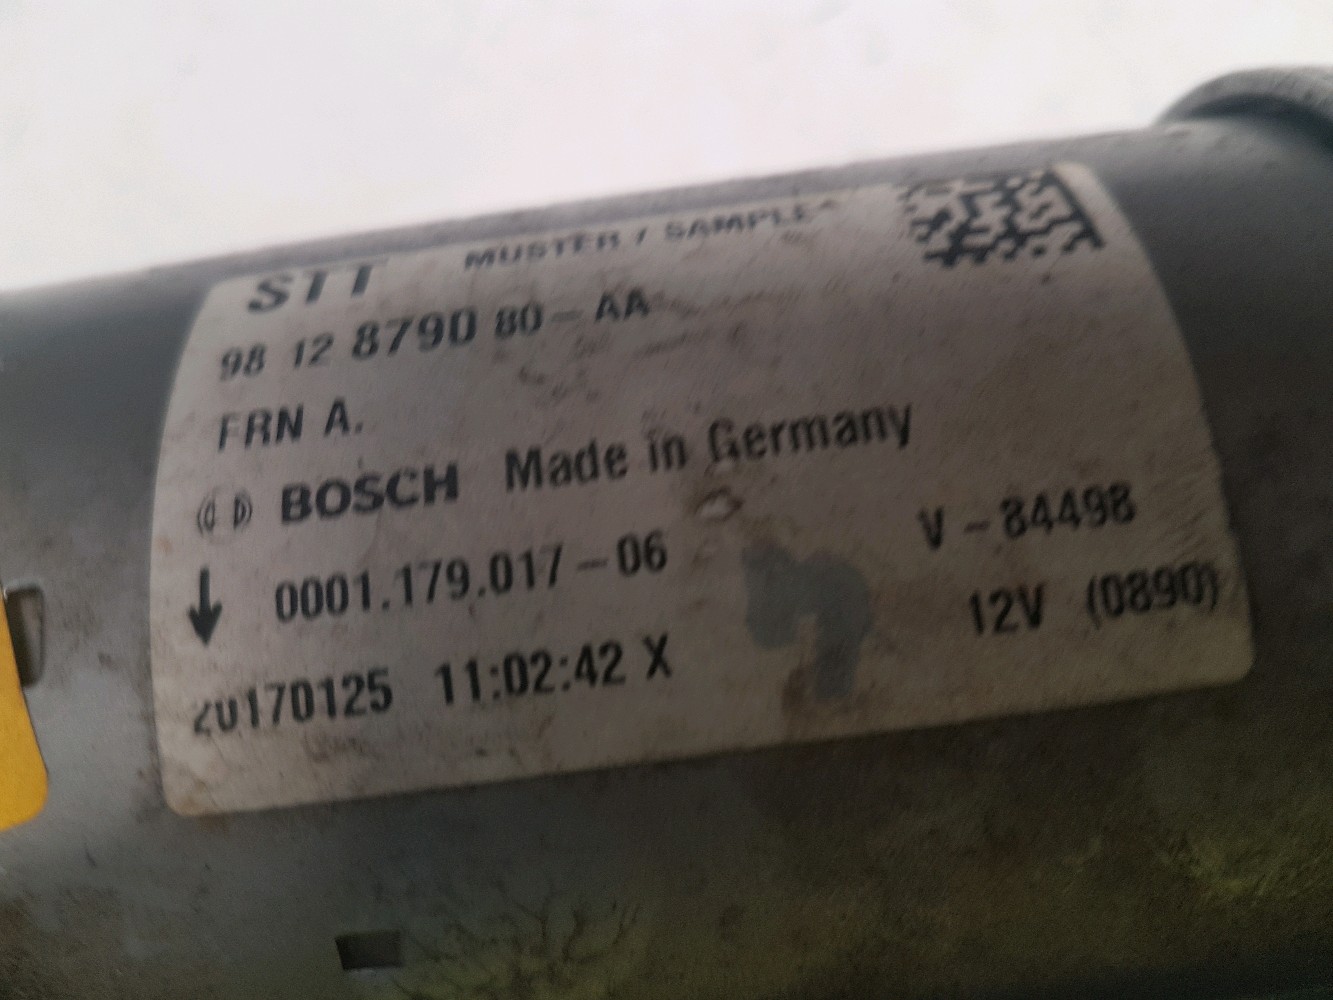 STT MUSTER / SAMPLE
98 12 8790 80-AA
FRN A.
BOSCH Made in Germany
0001.179.017-06 V-84498
20170125 11:02:42 X 12V (0890)